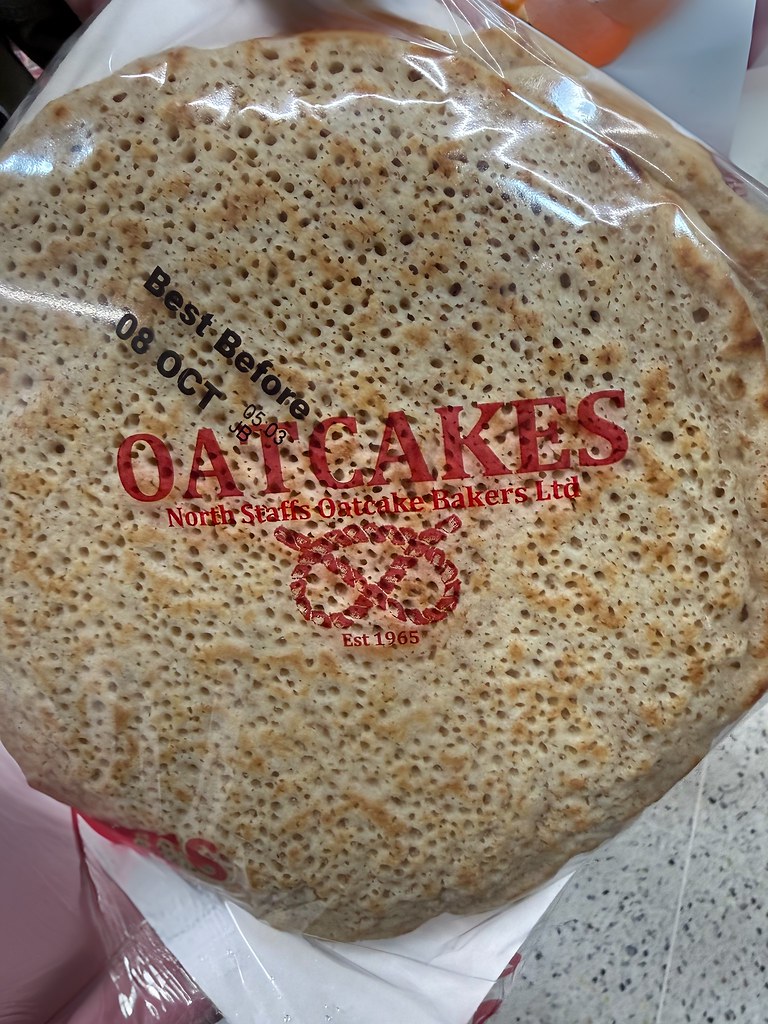 Best Before
08 OCT
05 03
JB
OATCAKES
North Staffs Oatcake Bakers Ltd
Est 1965